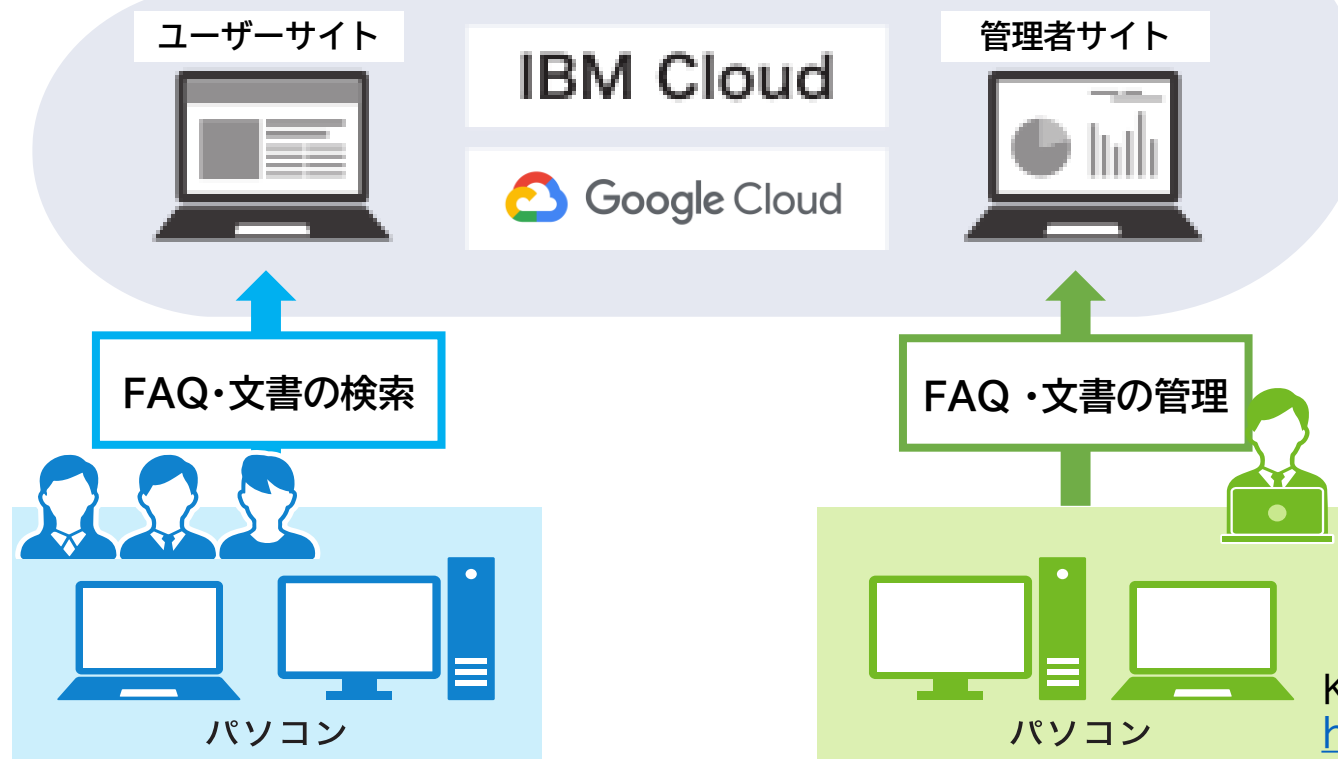 ユーザーサイト
IBM Cloud
管理者サイト
Google Cloud
FAQ・文書の検索
FAQ ・文書の管理
パソコン
パソコン
K
h